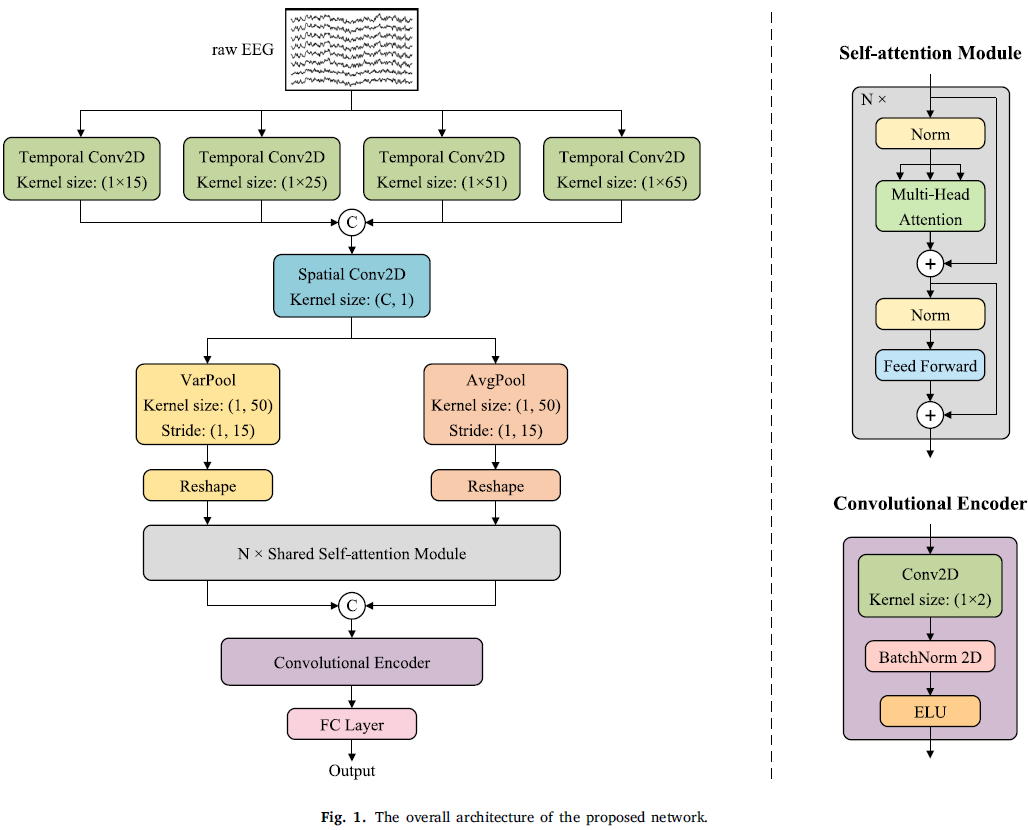 raw EEG
Temporal Conv2D
Kernel size: (1×15)
Temporal Conv2D
Kernel size: (1×25)
Temporal Conv2D
Kernel size: (1×51)
Temporal Conv2D
Kernel size: (1×65)
C
Spatial Conv2D
Kernel size: (C, 1)
VarPool
Kernel size: (1, 50)
Stride: (1, 15)
AvgPool
Kernel size: (1, 50)
Stride: (1, 15)
Reshape
Reshape
N × Shared Self-attention Module
C
Convolutional Encoder
FC Layer
Output
Self-attention Module
N ×
Norm
Multi-Head
Attention
+
Norm
Feed Forward
+
Convolutional Encoder
Conv2D
Kernel size: (1×2)
BatchNorm 2D
ELU
Fig. 1. The overall architecture of the proposed network.